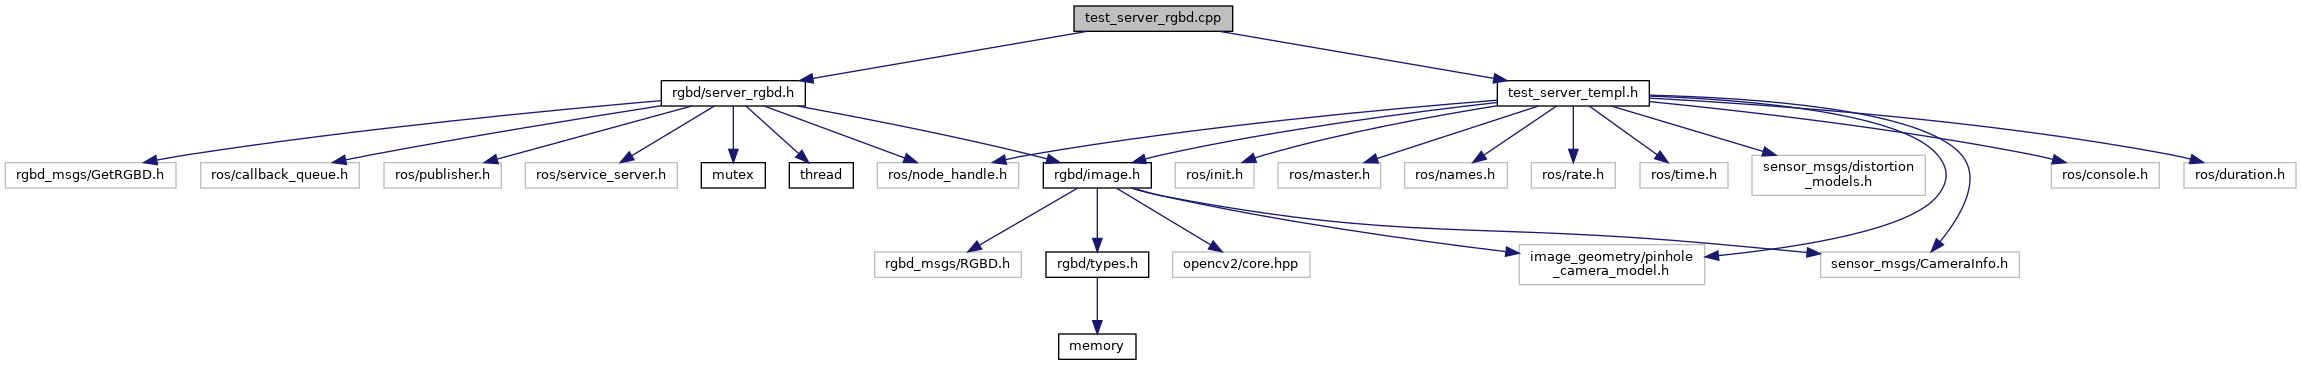 test_server_rgbd.cpp
rgbd/server_rgbd.h
test_server_templ.h
rgbd_msgs/GetRGBD.h
ros/callback_queue.h
ros/publisher.h
ros/service_server.h
mutex
thread
ros/node_handle.h
rgbd/image.h
ros/init.h
ros/master.h
ros/names.h
ros/rate.h
ros/time.h
sensor_msgs/distortion
_models.h
ros/console.h
ros/duration.h
rgbd_msgs/RGBD.h
rgbd/types.h
opencv2/core.hpp
image_geometry/pinhole
_camera_model.h
sensor_msgs/CameraInfo.h
memory